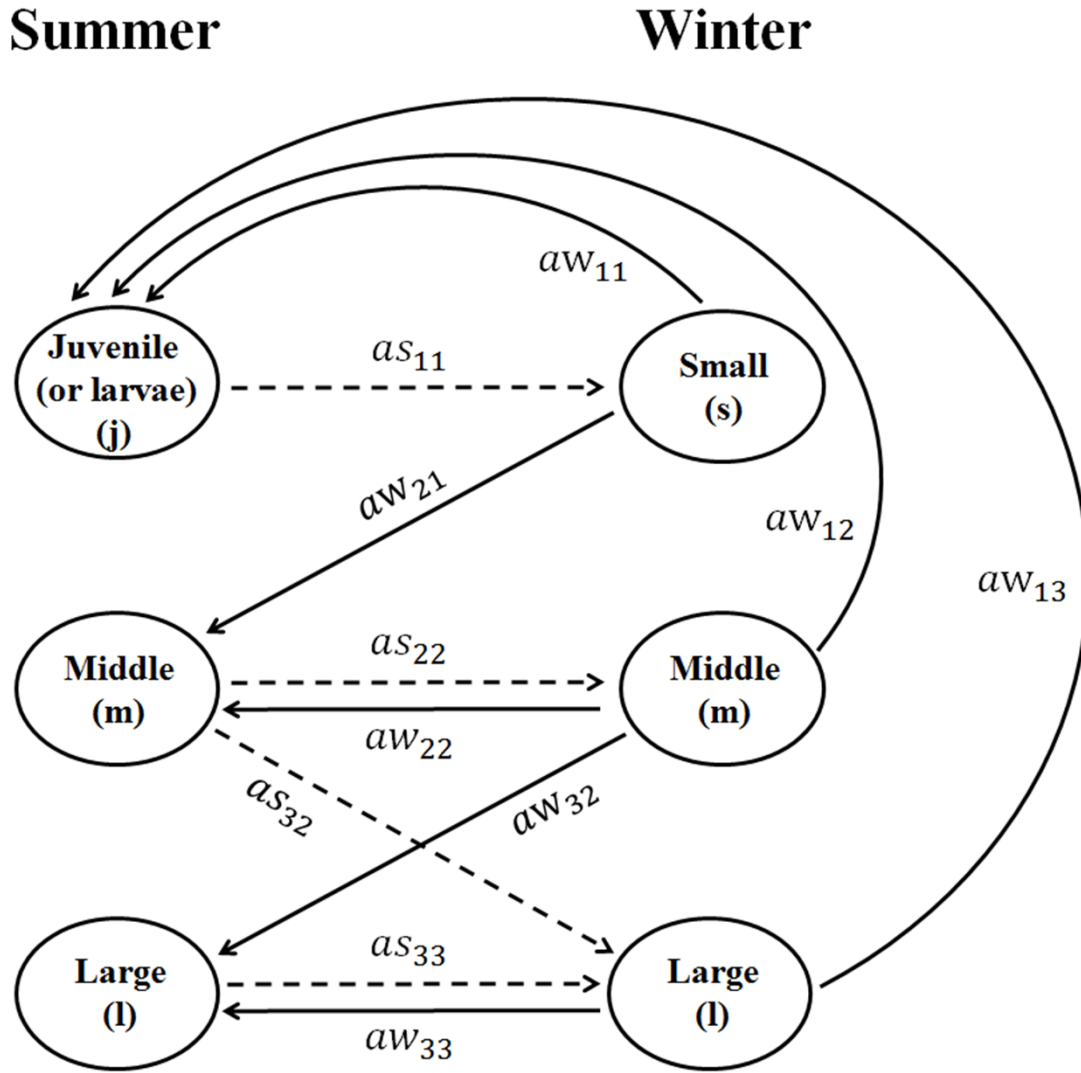 Summer
Winter
aw₁₁
Juvenile
(or larvae)
(j)
as₁₁
Small
(s)
aw₂₁
aw₁₂
aw₁₃
Middle
(m)
as₂₂
aw₂₂
Middle
(m)
as₃₂
aw₃₂
Large
(l)
as₃₃
aw₃₃
Large
(l)